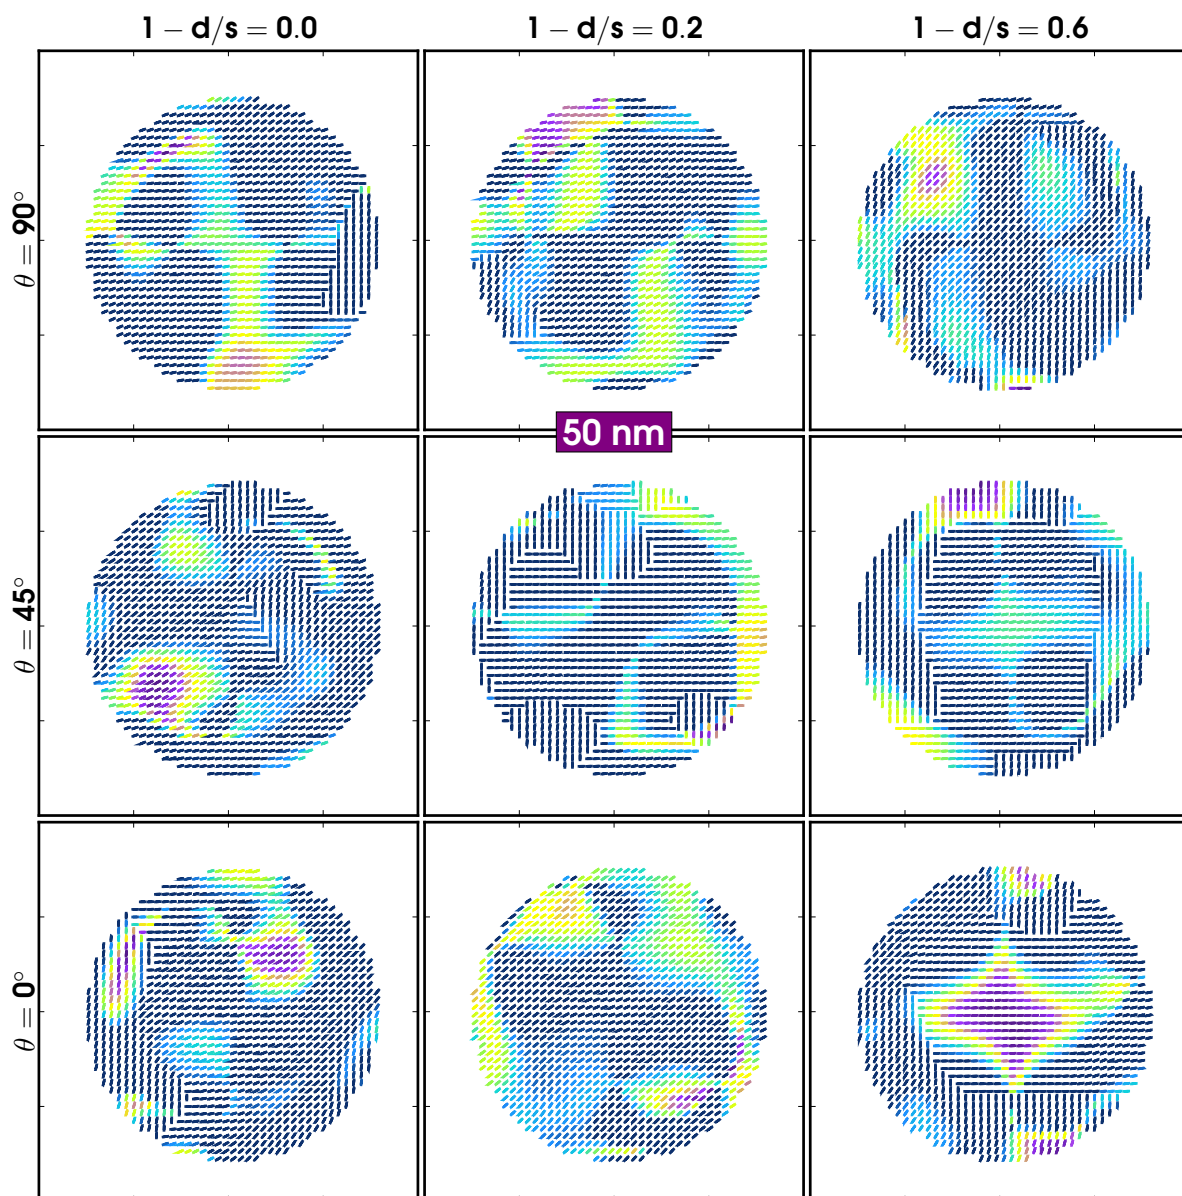 1 − d/s = 0.0
1 − d/s = 0.2
1 − d/s = 0.6
θ = 90°
50 nm
θ = 45°
θ = 0°